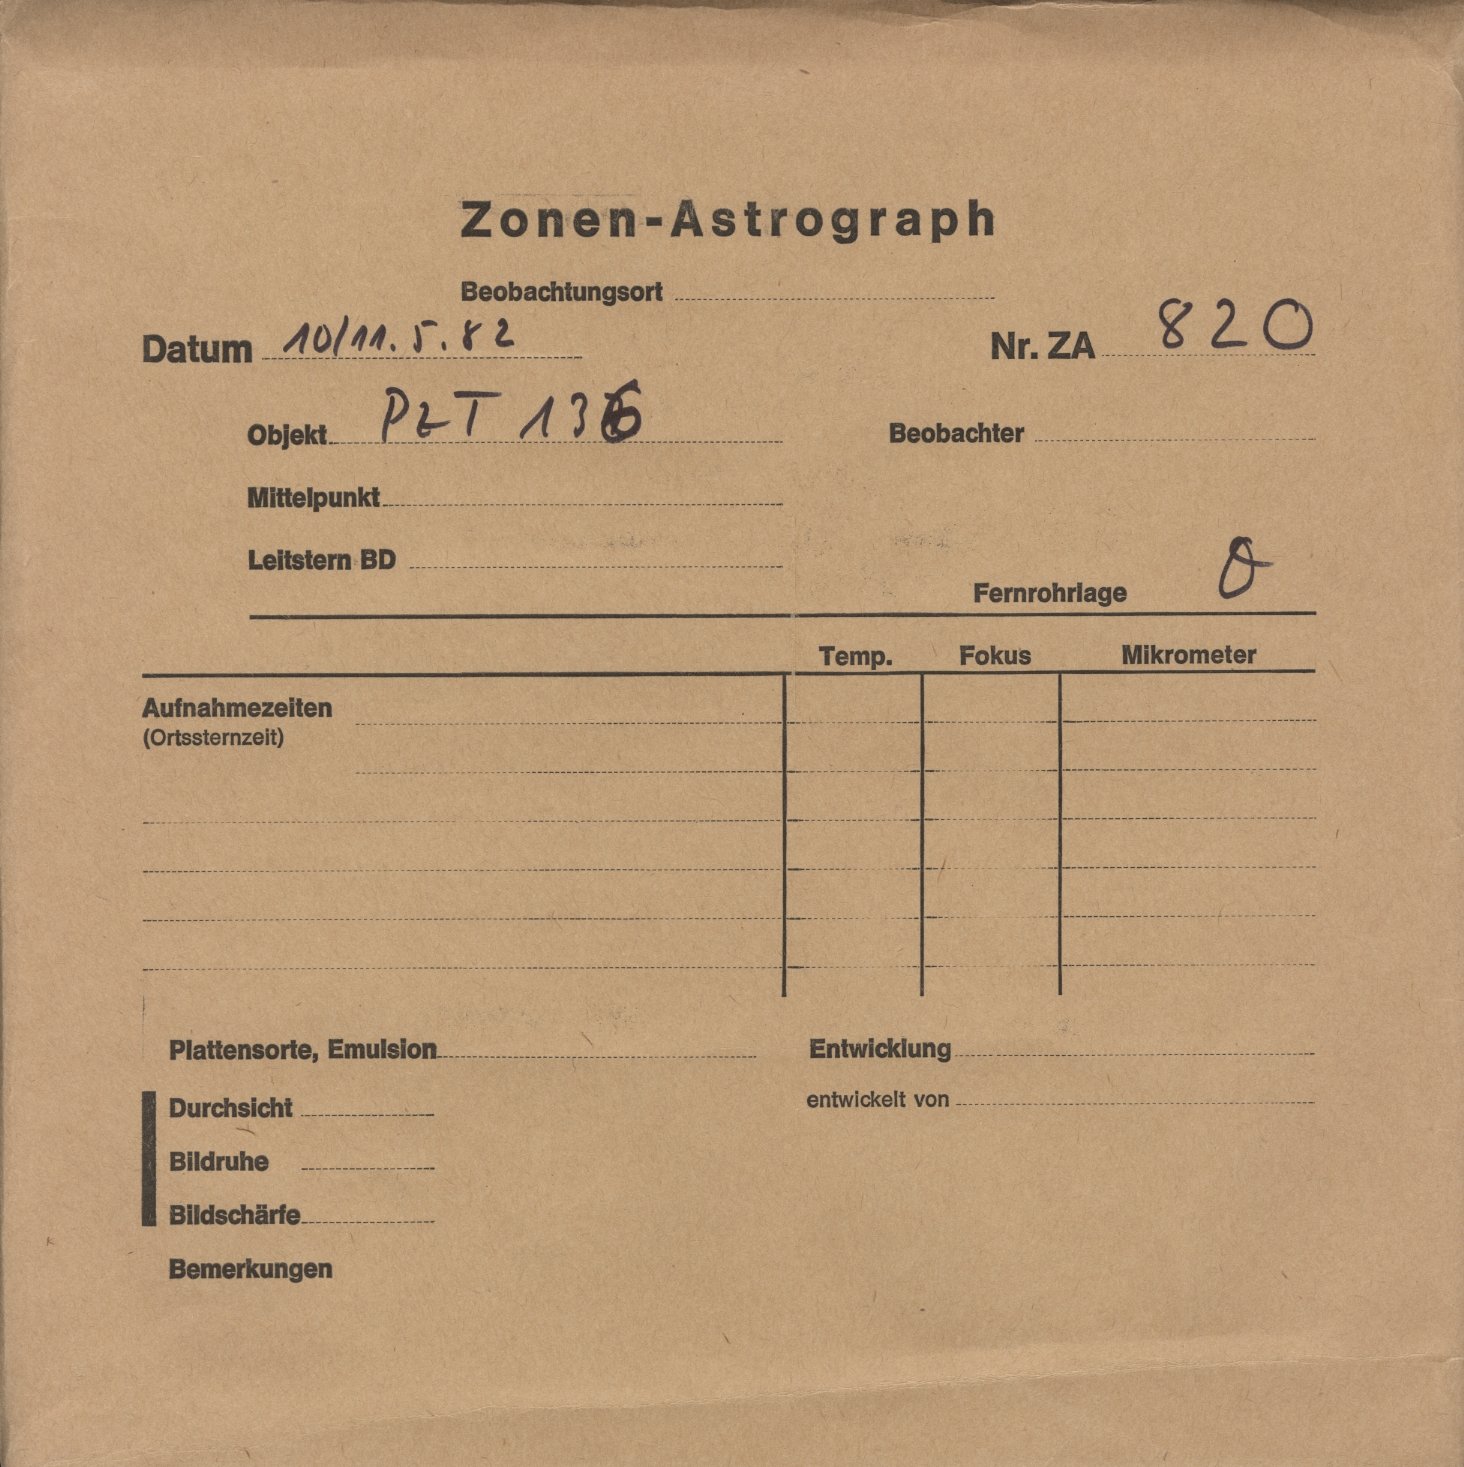 Zonen-Astrograph
Beobachtungsort
Datum 10/11.5.82
Nr. ZA 820
Objekt PZT 136
Beobachter
Mittelpunkt
Leitstern BD
Fernrohrlage O
Temp. Fokus Mikrometer
Aufnahmezeiten
(Ortssternzeit)
Plattensorte, Emulsion
Entwicklung
Durchsicht
entwickelt von
Bildruhe
Bildschärfe
Bemerkungen